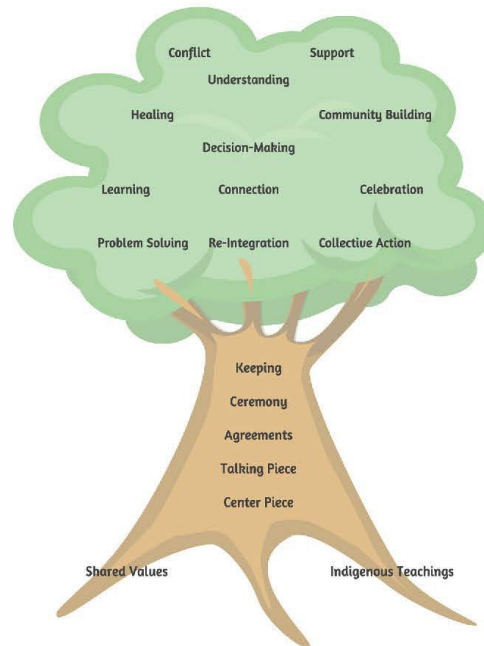 Conflict Support
Understanding
Healing Community Building
Decision-Making
Learning Connection Celebration
Problem Solving Re-Integration Collective Action
Keeping
Ceremony
Agreements
Talking Piece
Center Piece
Shared Values Indigenous Teachings